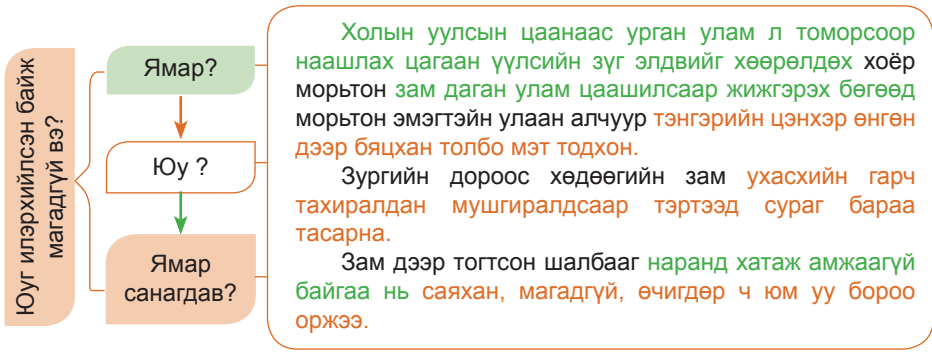 Юуг илэрхийлсэн байж
магадгүй вэ?
Ямар?
Юу ?
Ямар
санагдав?
Холын уулсын цаанаас урган улам л томорсоор
наашлах цагаан үүлсийн зүг элдвийг хөөрөлдөх хоёр
морьтон зам даган улам цаашилсаар жижгэрэх бөгөөд
морьтон эмэгтэйн улаан алчуур тэнгэрийн цэнхэр өнгөн
дээр бяцхан толбо мэт тодхон.
Зургийн дороос хөдөөгийн зам ухасхийн гарч
тахиралдан мушгиралдсаар тэртээд сураг бараа
тасарна.
Зам дээр тогтсон шалбааг наранд хатаж амжаагүй
байгаа нь саяхан, магадгүй, өчигдөр ч юм уу бороо
оржээ.